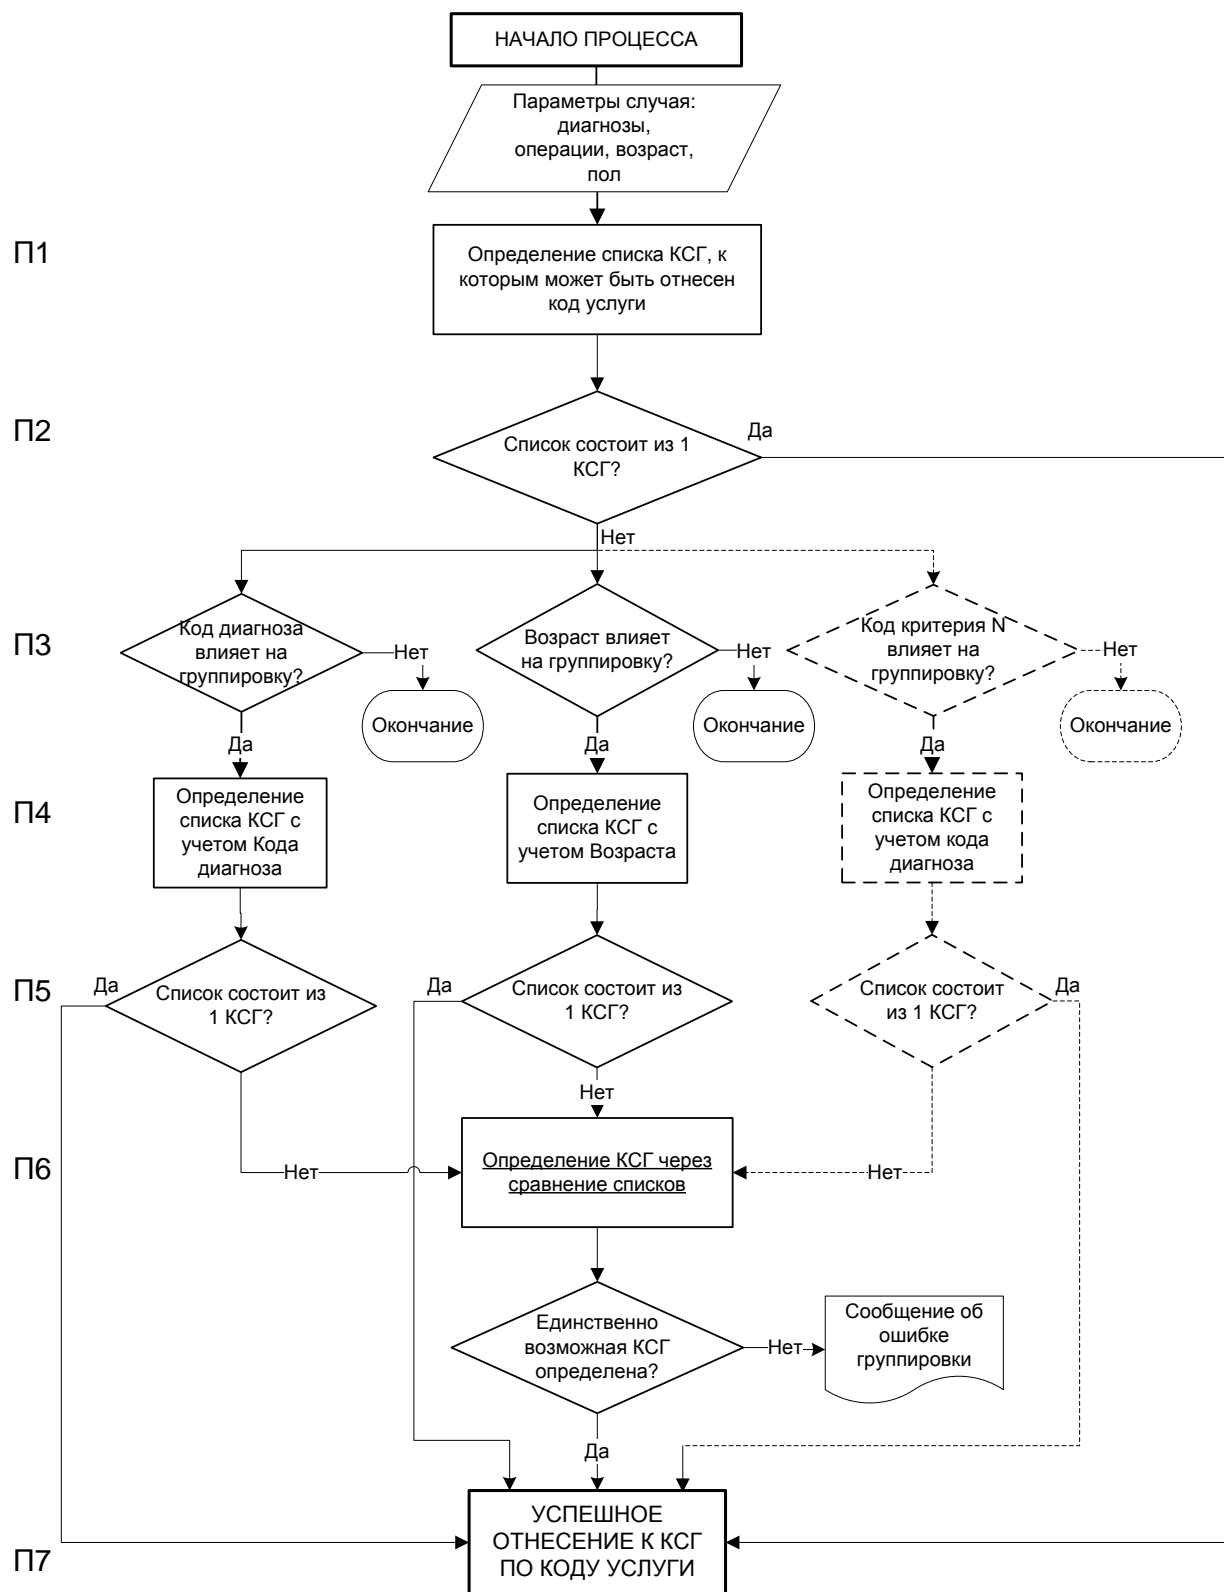 НАЧАЛО ПРОЦЕССА
Параметры случая:
диагнозы,
операции, возраст,
пол
П1
Определение списка КСГ, к
которым может быть отнесен
код услуги
П2
Список состоит из 1
КСГ?
Да
Нет
П3
Код диагноза
влияет на
группировку?
Нет
Окончание
Возраст влияет
на группировку?
Нет
Окончание
Код критерия N
влияет на
группировку?
Нет
Окончание
Да
Да
Да
П4
Определение
списка КСГ с
учетом Кода
диагноза
Определение
списка КСГ с
учетом Возраста
Определение
списка КСГ с
учетом кода
диагноза
П5
Да
Список состоит из
1 КСГ?
Да
Список состоит из
1 КСГ?
Список состоит
из 1 КСГ?
Да
Нет
П6
Нет
Определение КСГ через
сравнение списков
Нет
Единственно
возможная КСГ
определена?
Нет
Сообщение об
ошибке
группировки
Да
П7
УСПЕШНОЕ
ОТНЕСЕНИЕ К КСГ
ПО КОДУ УСЛУГИ